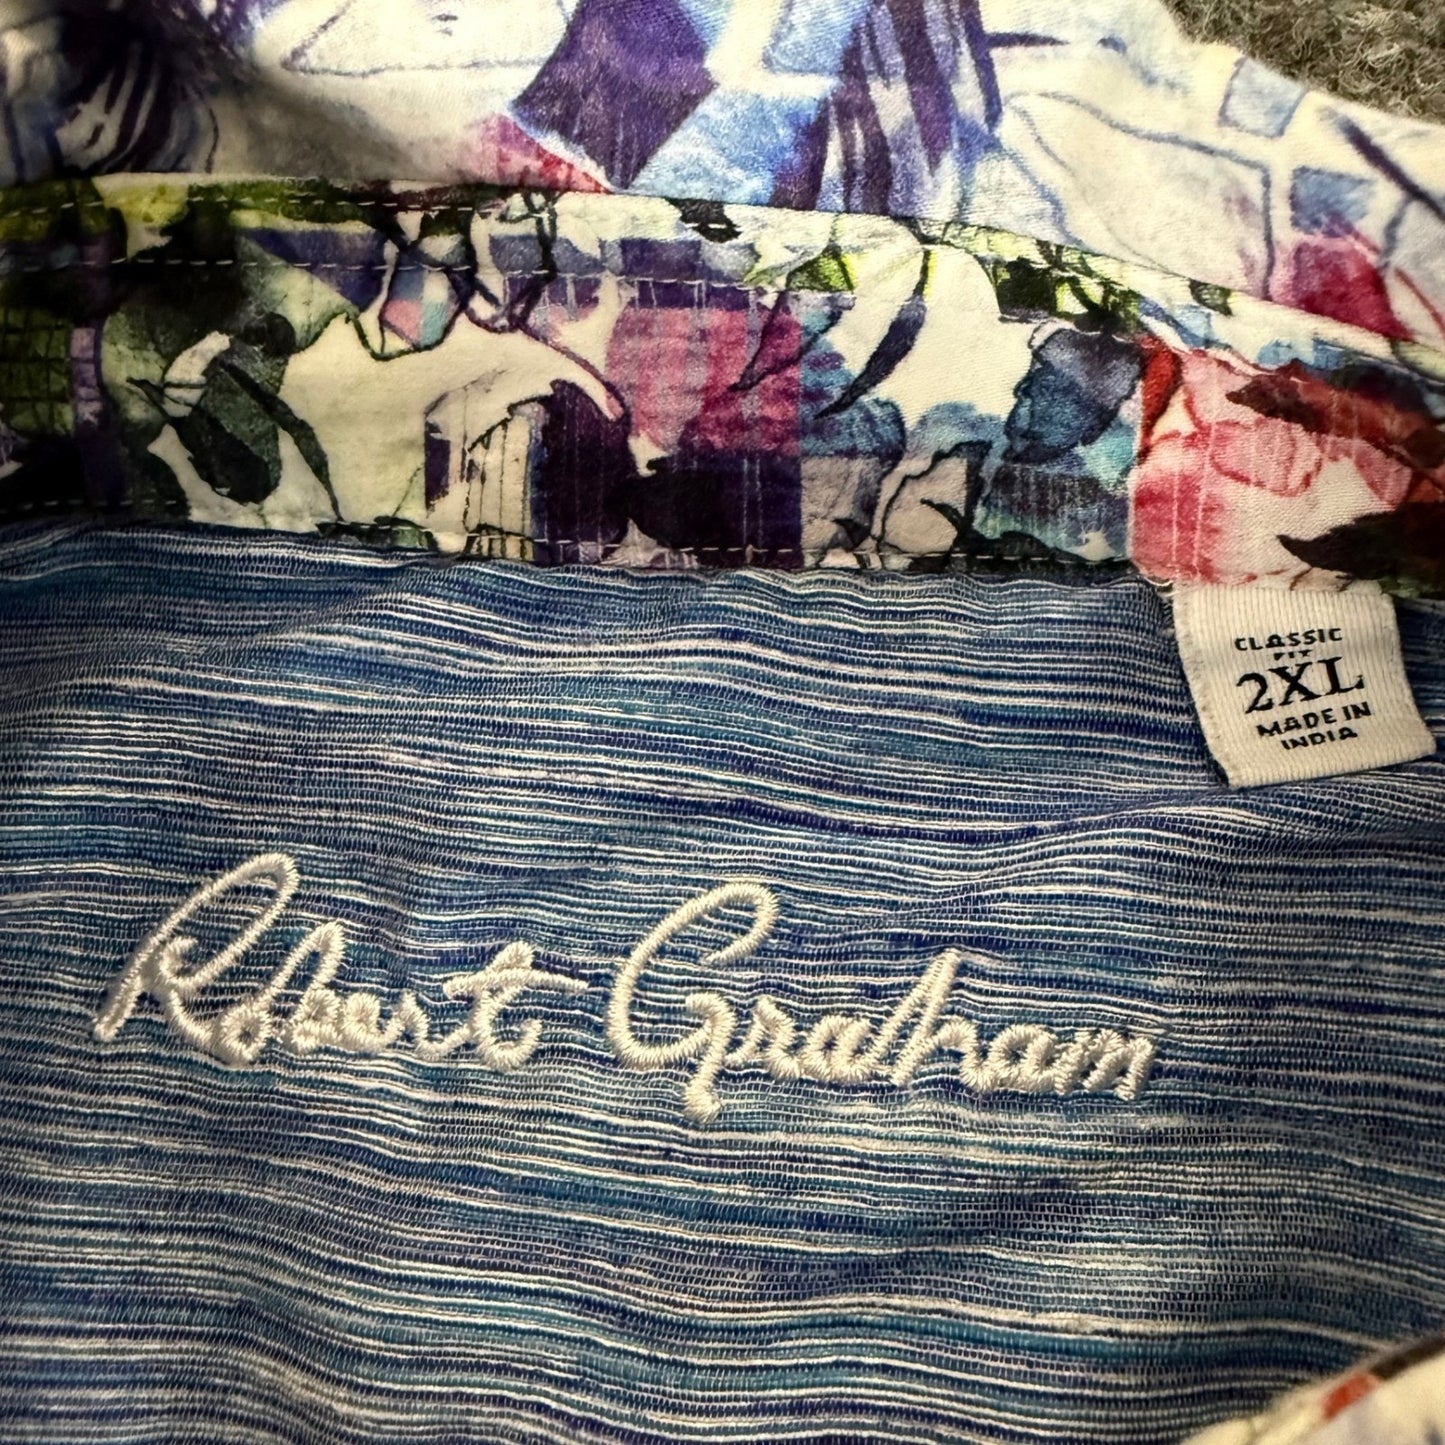 CLASSIC
FIT
2XL
MADE IN
INDIA
Robert Graham